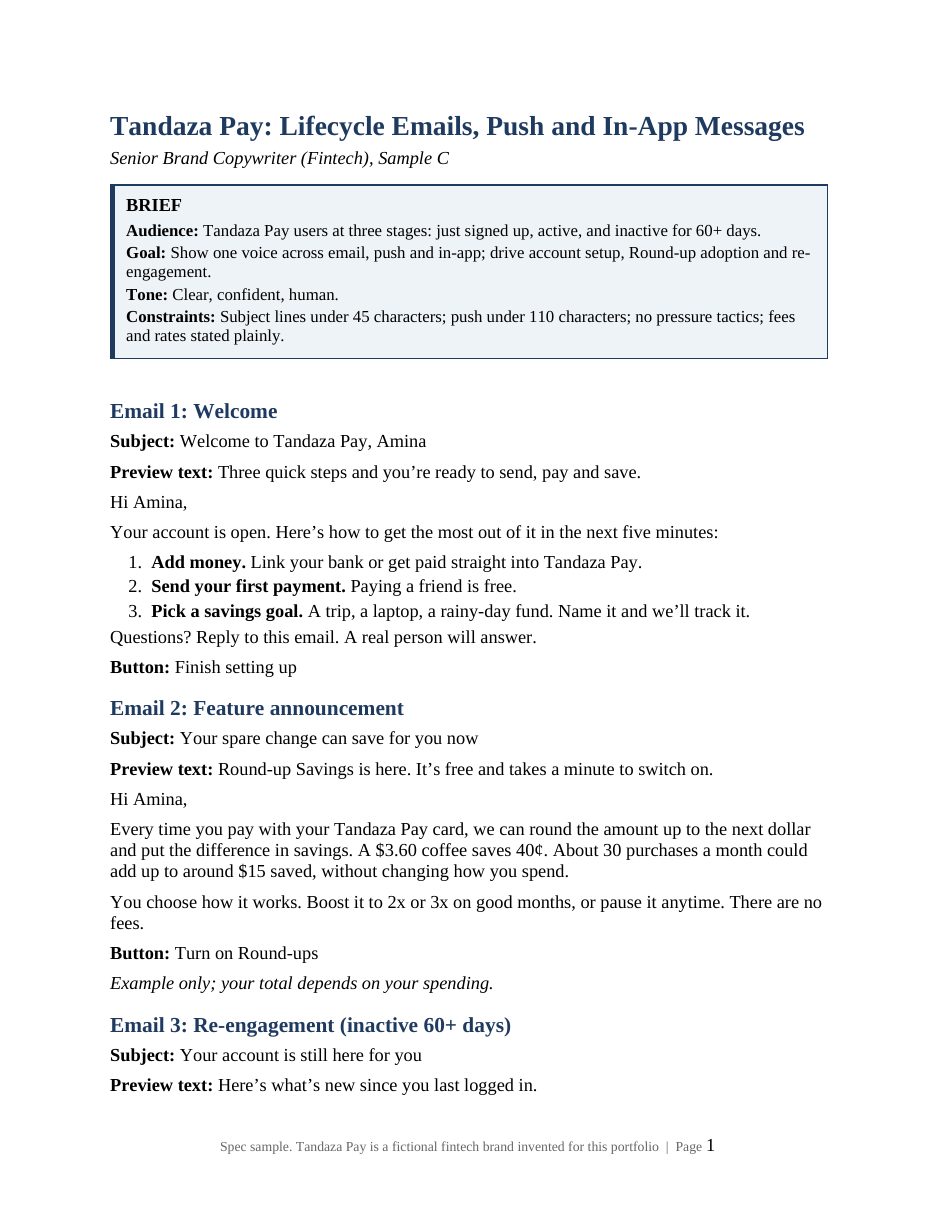 Tandaza Pay: Lifecycle Emails, Push and In-App Messages
Senior Brand Copywriter (Fintech), Sample C
BRIEF
Audience: Tandaza Pay users at three stages: just signed up, active, and inactive for 60+ days.
Goal: Show one voice across email, push and in-app; drive account setup, Round-up adoption and re-
engagement.
Tone: Clear, confident, human.
Constraints: Subject lines under 45 characters; push under 110 characters; no pressure tactics; fees
and rates stated plainly.
Email 1: Welcome
Subject: Welcome to Tandaza Pay, Amina
Preview text: Three quick steps and you’re ready to send, pay and save.
Hi Amina,
Your account is open. Here’s how to get the most out of it in the next five minutes:
1. Add money. Link your bank or get paid straight into Tandaza Pay.
2. Send your first payment. Paying a friend is free.
3. Pick a savings goal. A trip, a laptop, a rainy-day fund. Name it and we’ll track it.
Questions? Reply to this email. A real person will answer.
Button: Finish setting up
Email 2: Feature announcement
Subject: Your spare change can save for you now
Preview text: Round-up Savings is here. It’s free and takes a minute to switch on.
Hi Amina,
Every time you pay with your Tandaza Pay card, we can round the amount up to the next dollar
and put the difference in savings. A $3.60 coffee saves 40¢. About 30 purchases a month could
add up to around $15 saved, without changing how you spend.
You choose how it works. Boost it to 2x or 3x on good months, or pause it anytime. There are no
fees.
Button: Turn on Round-ups
Example only; your total depends on your spending.
Email 3: Re-engagement (inactive 60+ days)
Subject: Your account is still here for you
Preview text: Here’s what’s new since you last logged in.
Spec sample. Tandaza Pay is a fictional fintech brand invented for this portfolio | Page 1